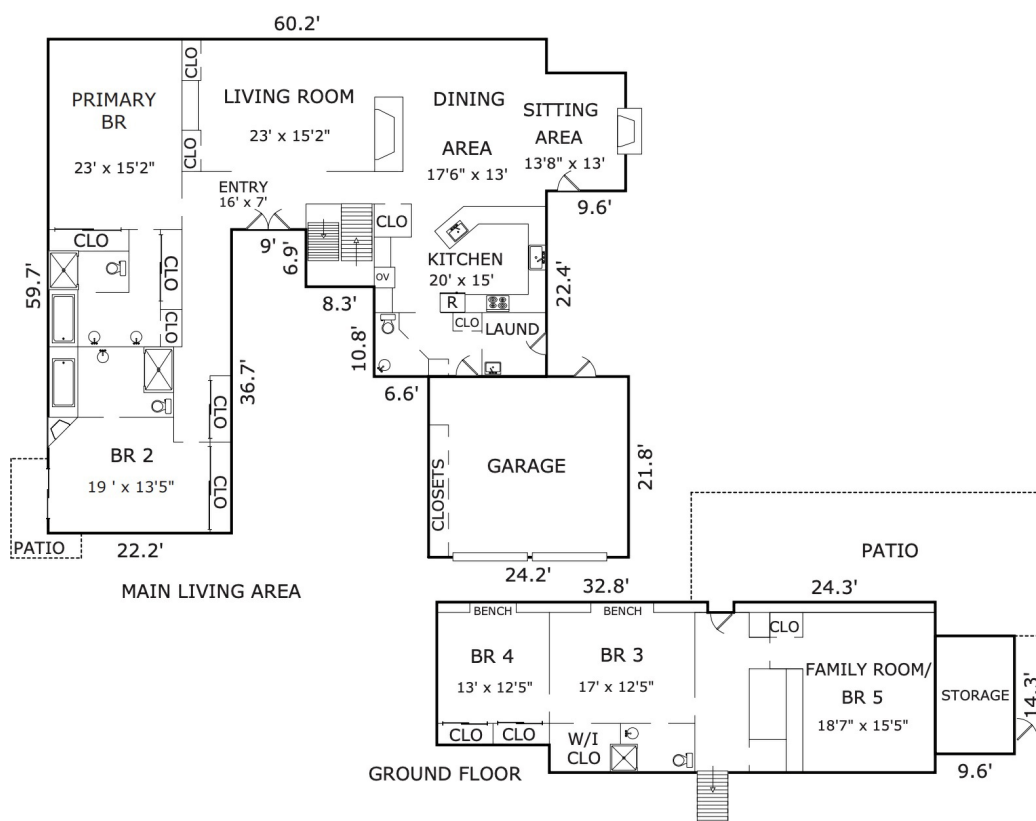 60.2'
CLO
PRIMARY
BR
23' x 15'2"
CLO
LIVING ROOM
23' x 15'2"
DINING
AREA
17'6" x 13'
SITTING
AREA
13'8" x 13'
9.6'
ENTRY
16' x 7'
9'
6.9'
8.3'
CLO
KITCHEN
20' x 15'
OV
R
CLO
LAUND
22.4'
10.8'
6.6'
59.7'
CLO
CLO
CLO
36.7'
CLO
CLO
BR 2
19 ' x 13'5"
PATIO
22.2'
MAIN LIVING AREA
CLOSETS
GARAGE
21.8'
24.2'
PATIO
32.8'
24.3'
BENCH
BENCH
BR 4
13' x 12'5"
BR 3
17' x 12'5"
CLO
FAMILY ROOM/
BR 5
18'7" x 15'5"
STORAGE
14.3'
9.6'
CLO
CLO
W/I
CLO
GROUND FLOOR